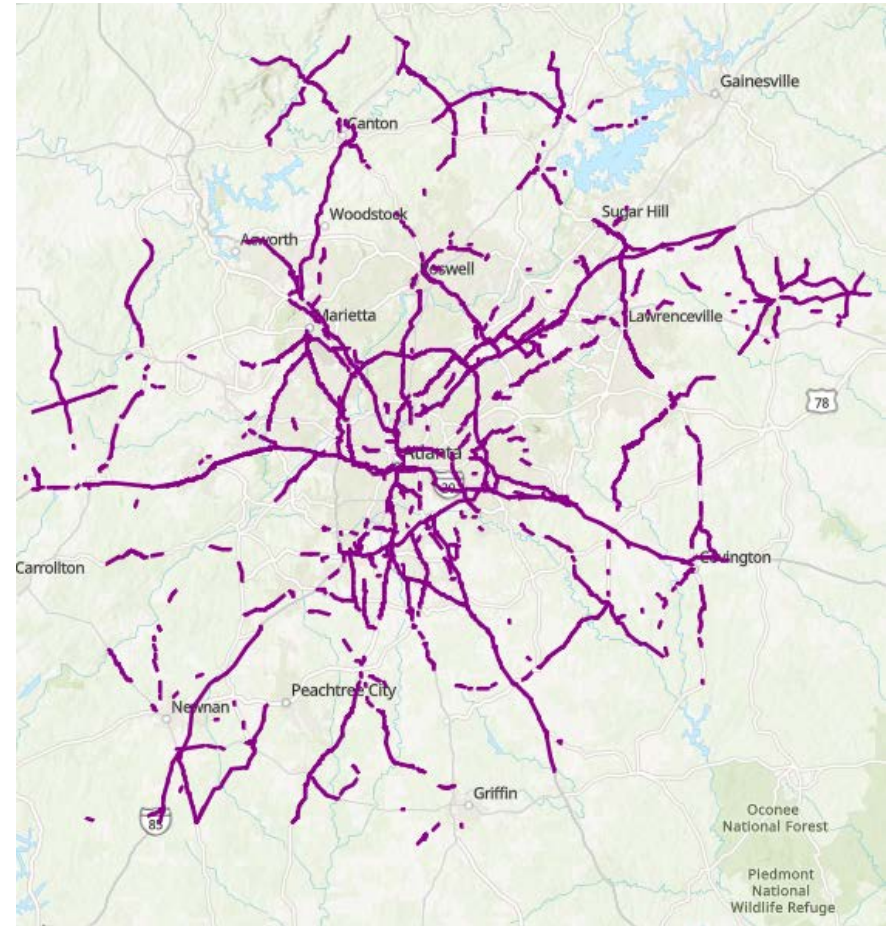 Gainesville
Canton
Woodstock
Sugar Hill
Acworth
Roswell
Marietta
Lawrenceville
78
Atlanta
20
Carrollton
Covington
Peachtree City
Newnan
Griffin
85
Oconee
National Forest
Piedmont
National
Wildlife Refuge